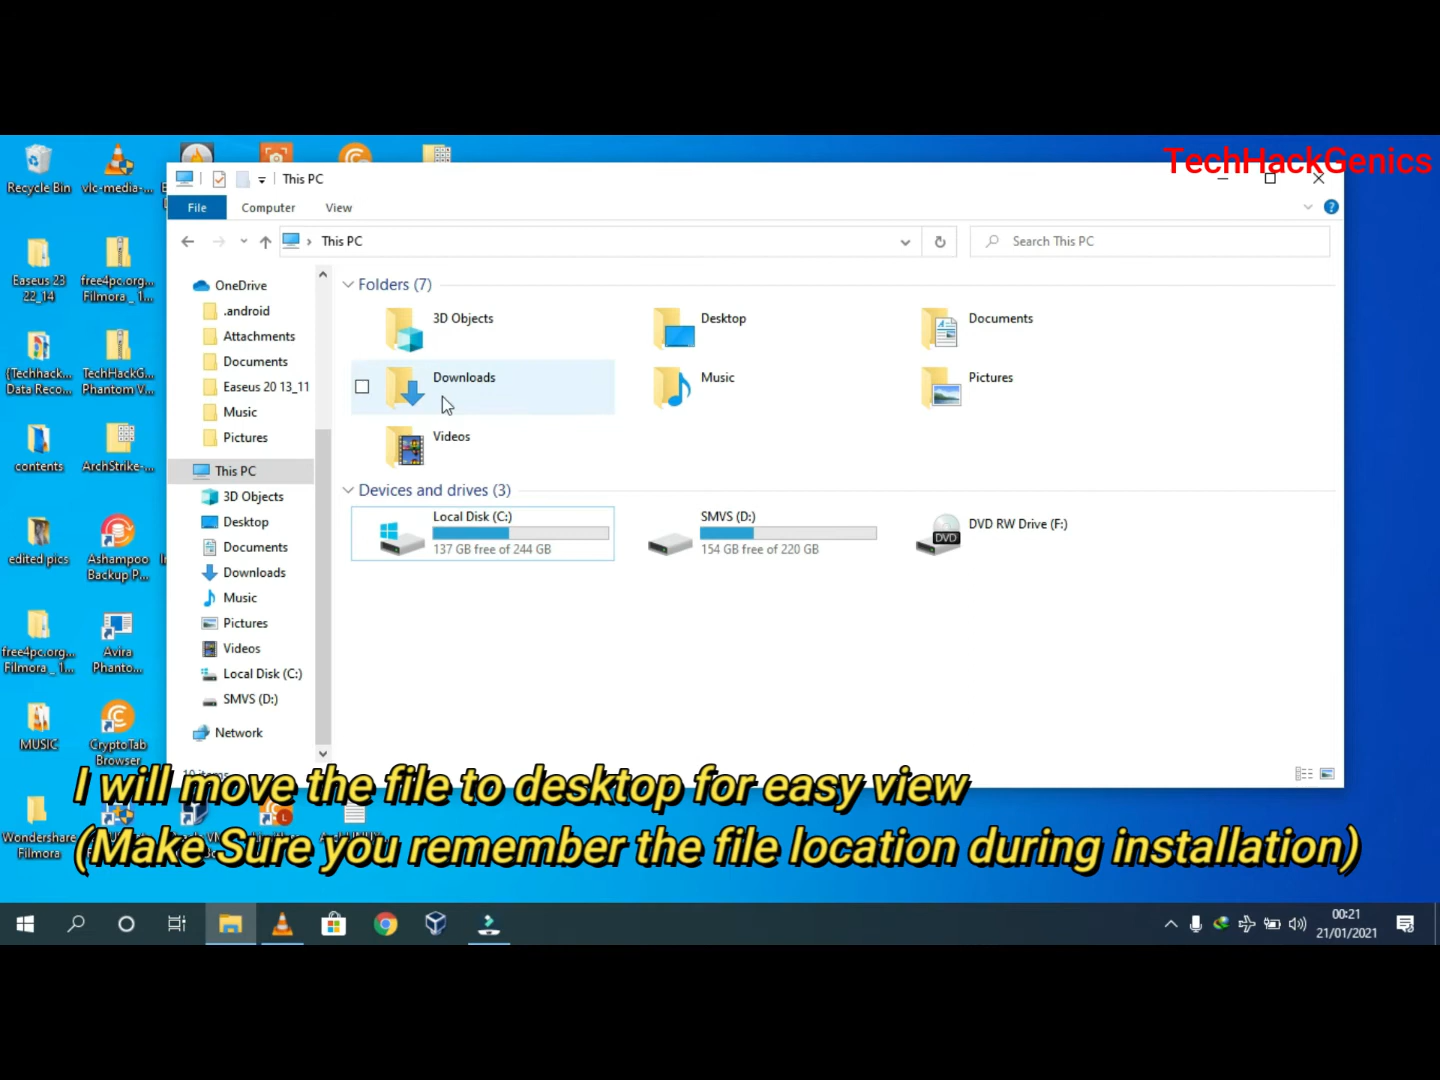 TechHackGenics
This PC
File
Computer
View
This PC
Search This PC
Recycle Bin
vlc-media-...
Easeus 23
22_14
free4pc.org...
Filmora _ 1...
(Techhack...
Data Reco...
TechHackG...
Phantom V...
contents
ArchStrike-...
edited pics
Ashampoo
Backup P...
free4pc.org...
Filmora _ 1...
Avira
Phanto...
MUSIC
CryptoTab
Browser
Wondershare
Filmora
OneDrive
.android
Attachments
Documents
Easeus 20 13_11
Music
Pictures
This PC
3D Objects
Desktop
Documents
Downloads
Music
Pictures
Videos
Local Disk (C:)
SMVS (D:)
Network
Folders (7)
3D Objects
Desktop
Documents
Downloads
Music
Pictures
Videos
Devices and drives (3)
Local Disk (C:)
137 GB free of 244 GB
SMVS (D:)
154 GB free of 220 GB
DVD RW Drive (F:)
DVD
I will move the file to desktop for easy view
(Make Sure you remember the file location during installation)
00:21
21/01/2021